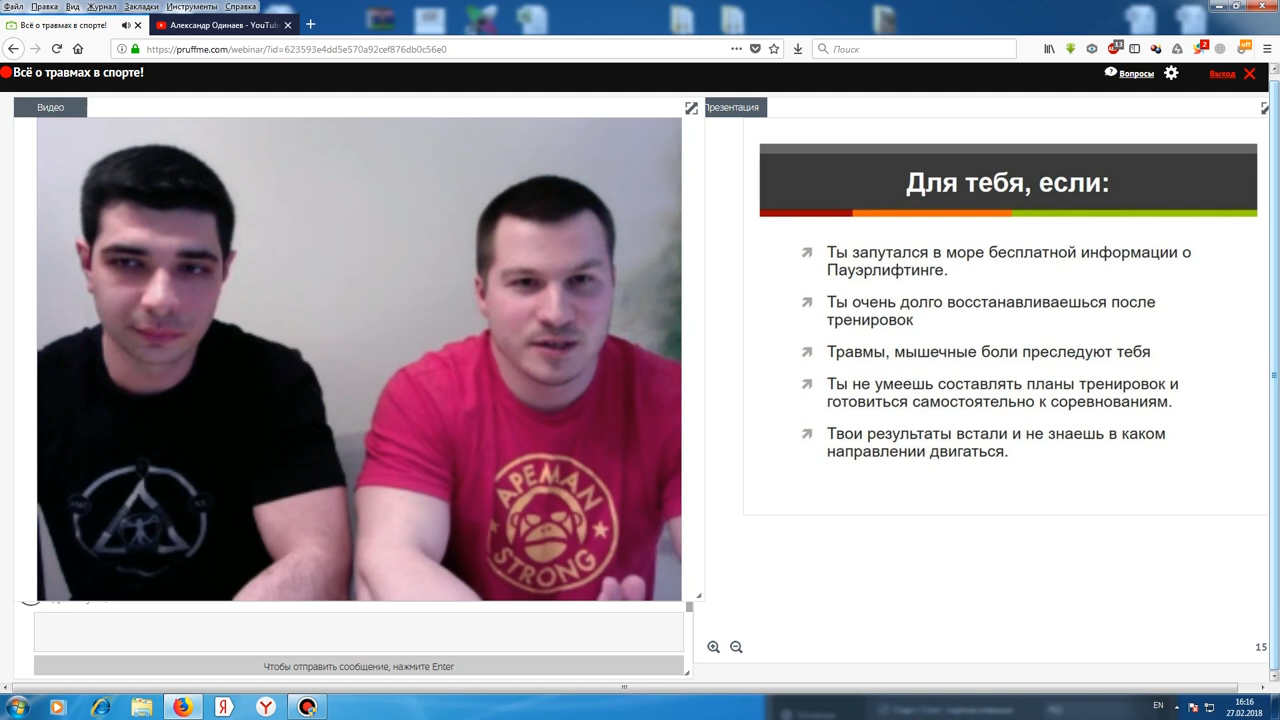 Файл Правка Вид Журнал Закладки Инструменты Справка
Всё о травмах в спорте!
Александр Одинаев - YouTu
https://pruffme.com/webinar/?id=623593e4dd5e570a92cef876db0c56e0
Поиск
13
2
off
Всё о травмах в спорте!
Вопросы
Выход
Видео
Презентация
Для тебя, если:
Ты запутался в море бесплатной информации о
Пауэрлифтинге.
Ты очень долго восстанавливаешься после
тренировок
Травмы, мышечные боли преследуют тебя
Ты не умеешь составлять планы тренировок и
готовиться самостоятельно к соревнованиям.
Твои результаты встали и не знаешь в каком
направлении двигаться.
APEMAN
STRONG
15
Чтобы отправить сообщение, нажмите Enter
EN
16:16
27.02.2018